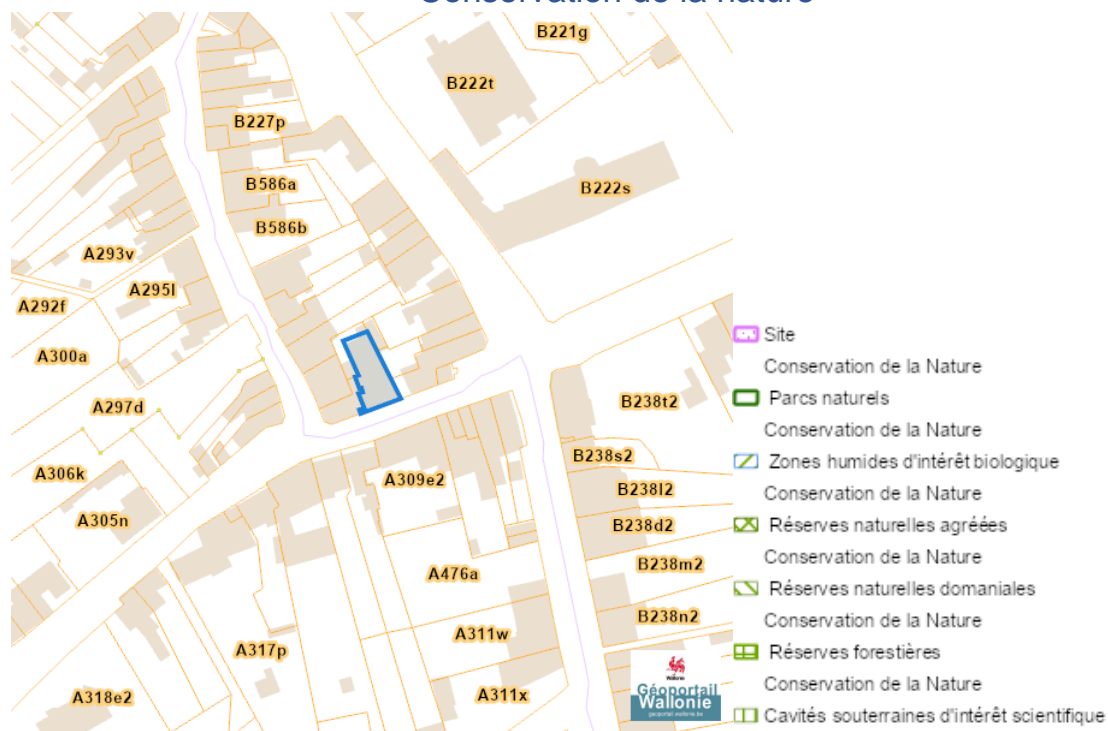 Conservation de la nature
B221g
B222t
B227p
B586a
B222s
B586b
A293v
A295l
A292f
A300a
A297d
B238t2
A306k
B238s2
A309e2
B238l2
A305n
B238d2
B238m2
A476a
B238n2
A311w
A317p
A311x
A318e2
Wallonie
Géoportail
Wallonie
geoportail.wallonie.be
Site
Conservation de la Nature
Parcs naturels
Conservation de la Nature
Zones humides d'intérêt biologique
Conservation de la Nature
Réserves naturelles agréées
Conservation de la Nature
Réserves naturelles domaniales
Conservation de la Nature
Réserves forestières
Conservation de la Nature
Cavités souterraines d'intérêt scientifique